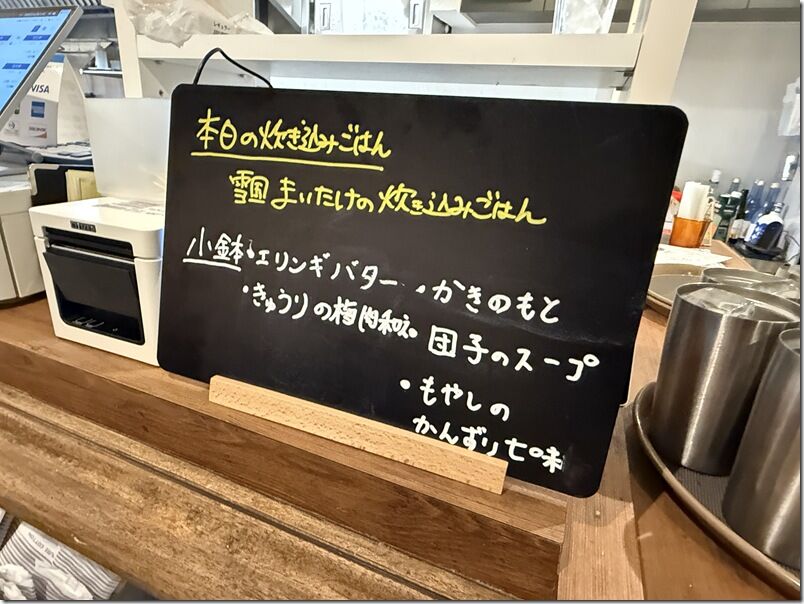 本日の炊き込みごはん
雪国まいたけの炊き込みごはん
小鉢・エリンギバター ・かきのもと
・きゅうりの梅肉和え 団子のスープ
・もやしの
かんずり七味
VISA